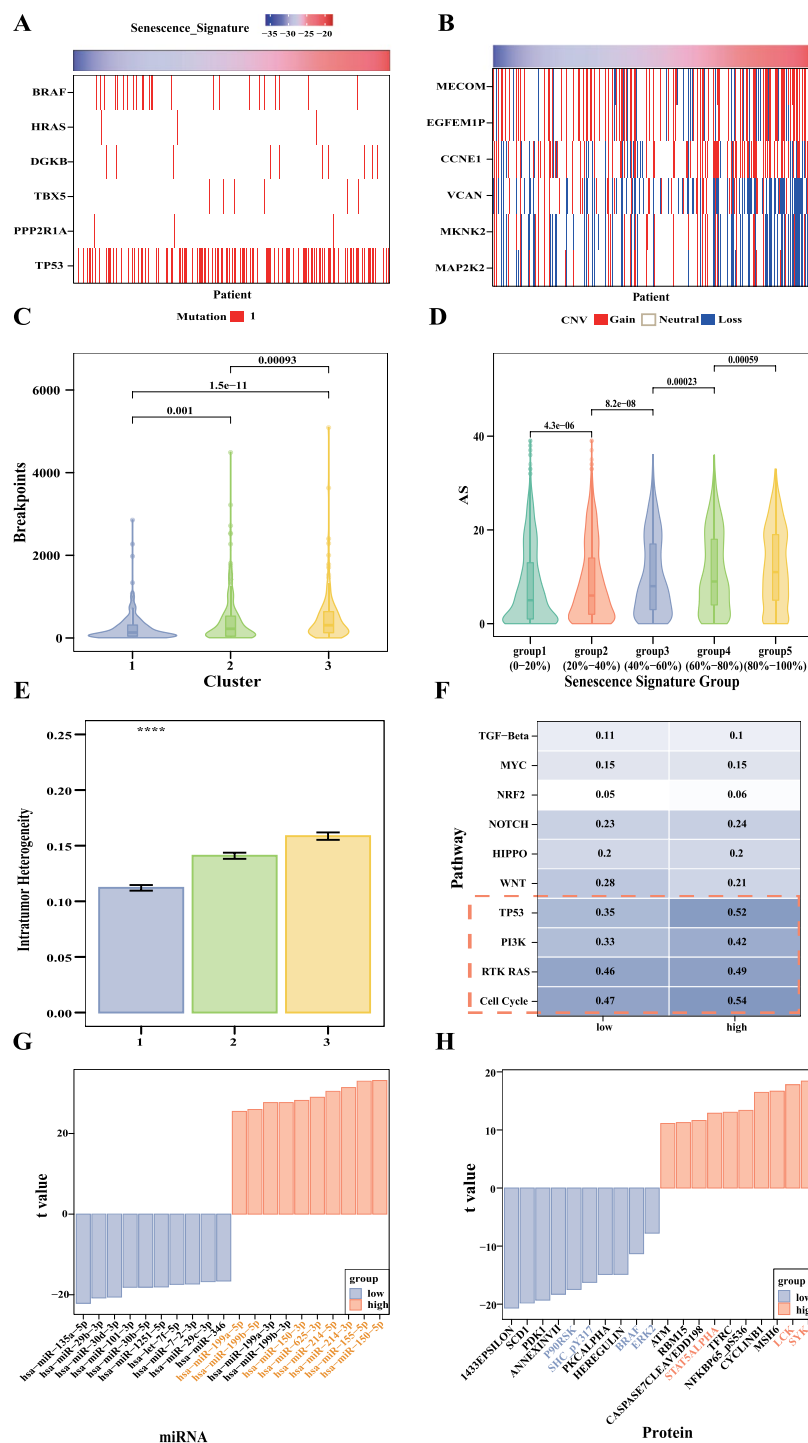 A
Senescence_Signature
−35 −30 −25 −20
BRAF
HRAS
DGKB
TBX5
PPP2R1A
TP53
Patient
Mutation 1
B
MECOM
EGFEM1P
CCNE1
VCAN
MKNK2
MAP2K2
Patient
CNV Gain Neutral Loss
C
0.00093
1.5e−11
0.001
6000
4000
2000
0
Breakpoints
1 2 3
Cluster
D
0.00059
0.00023
8.2e−08
4.3e−06
40
20
0
AS
group1 group2 group3 group4 group5
(0−20%) (20%−40%) (40%−60%) (60%−80%) (80%−100%)
Senescence Signature Group
E
****
0.25
0.20
0.15
0.10
0.05
0.00
Intratumor Heterogeneity
1 2 3
F
Pathway
TGF−Beta 0.11 0.1
MYC 0.15 0.15
NRF2 0.05 0.06
NOTCH 0.23 0.24
HIPPO 0.2 0.2
WNT 0.28 0.21
TP53 0.35 0.52
PI3K 0.33 0.42
RTK RAS 0.46 0.49
Cell Cycle 0.47 0.54
low high
G
20
0
−20
t value
group
low
high
hsa−miR−135a−5p
hsa−miR−29b−3p
hsa−miR−30d−3p
hsa−miR−101−3p
hsa−miR−30b−5p
hsa−miR−1251−5p
hsa−let−7f−5p
hsa−miR−7−2−3p
hsa−miR−29c−3p
hsa−miR−346
hsa−miR−199a−5p
hsa−miR−199b−5p
hsa−miR−199a−3p
hsa−miR−199b−3p
hsa−miR−150−3p
hsa−miR−625−3p
hsa−miR−214−5p
hsa−miR−214−3p
hsa−miR−155−5p
hsa−miR−150−5p
miRNA
H
20
10
0
−10
−20
t value
group
low
high
1433EPSILON
SCD1
PDK1
ANNEXINVII
P90RSK
SHC_pY317
PKCALPHA
HEREGULIN
BRAF
ERK2
ATM
RBM15
CASPASE7CLEAVEDD198
STAT5ALPHA
TFRC
NFKBP65_pS536
CYCLINB1
MSH6
LCK
SYK
Protein